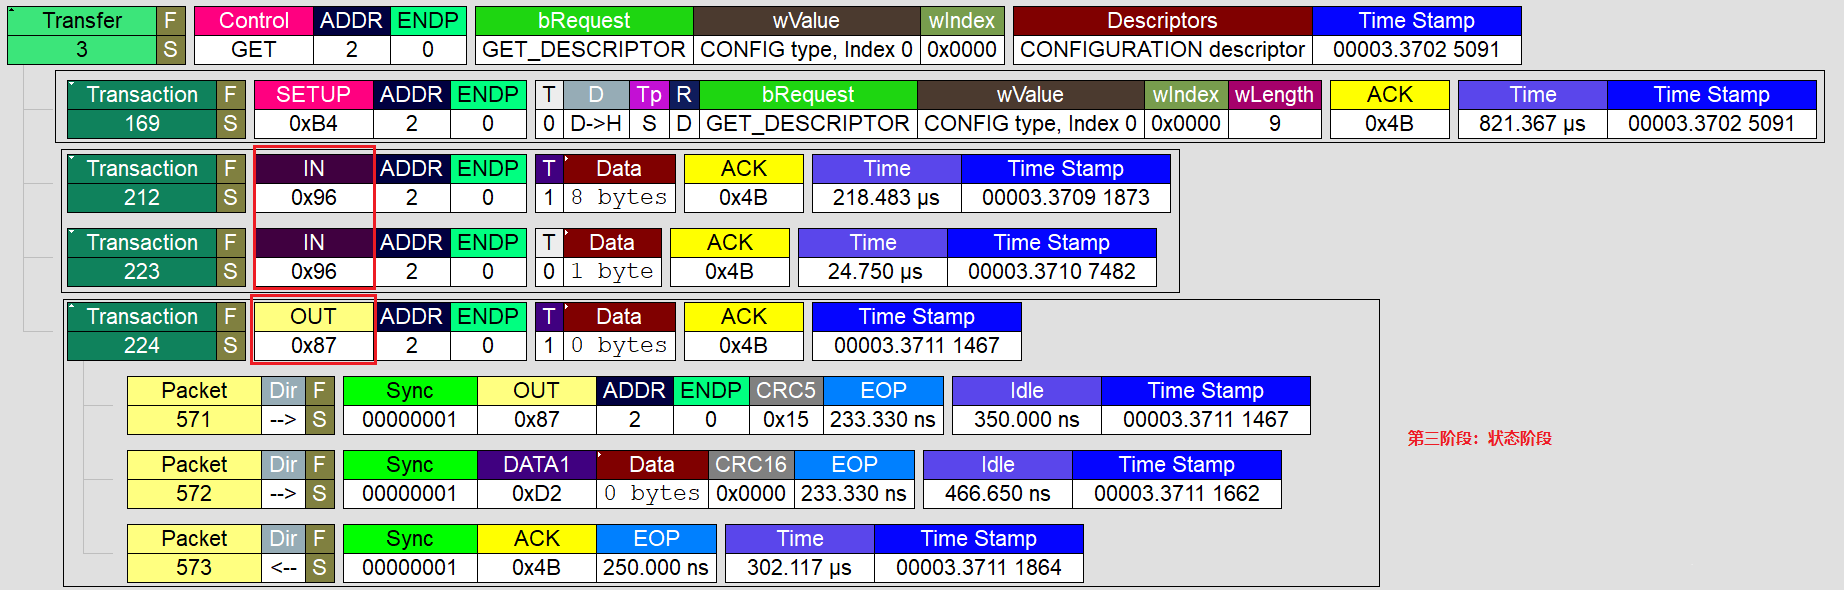 Transfer F Control ADDR ENDP bRequest wValue wIndex Descriptors Time Stamp
3 S GET 2 0 GET_DESCRIPTOR CONFIG type, Index 0 0x0000 CONFIGURATION descriptor 00003.3702 5091
Transaction F SETUP ADDR ENDP T D Tp R bRequest wValue wIndex wLength ACK Time Time Stamp
169 S 0xB4 2 0 0 D->H S D GET_DESCRIPTOR CONFIG type, Index 0 0x0000 9 0x4B 821.367 µs 00003.3702 5091
Transaction F IN ADDR ENDP T Data ACK Time Time Stamp
212 S 0x96 2 0 1 8 bytes 0x4B 218.483 µs 00003.3709 1873
Transaction F IN ADDR ENDP T Data ACK Time Time Stamp
223 S 0x96 2 0 0 1 byte 0x4B 24.750 µs 00003.3710 7482
Transaction F OUT ADDR ENDP T Data ACK Time Stamp
224 S 0x87 2 0 1 0 bytes 0x4B 00003.3711 1467
Packet Dir F Sync OUT ADDR ENDP CRC5 EOP Idle Time Stamp
571 --> S 00000001 0x87 2 0 0x15 233.330 ns 350.000 ns 00003.3711 1467
第三阶段：状态阶段
Packet Dir F Sync DATA1 Data CRC16 EOP Idle Time Stamp
572 --> S 00000001 0xD2 0 bytes 0x0000 233.330 ns 466.650 ns 00003.3711 1662
Packet Dir F Sync ACK EOP Time Time Stamp
573 <-- S 00000001 0x4B 250.000 ns 302.117 µs 00003.3711 1864